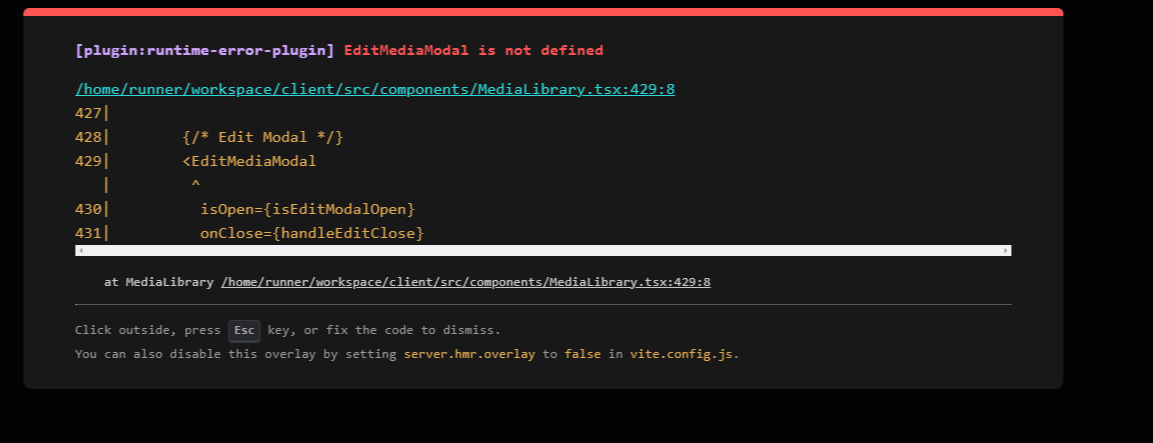 [plugin:runtime-error-plugin] EditMediaModal is not defined
/home/runner/workspace/client/src/components/MediaLibrary.tsx:429:8
427|
428|        {/* Edit Modal */}
429|        <EditMediaModal
   |         ^
430|          isOpen={isEditModalOpen}
431|          onClose={handleEditClose}
at MediaLibrary /home/runner/workspace/client/src/components/MediaLibrary.tsx:429:8
Click outside, press Esc key, or fix the code to dismiss.
You can also disable this overlay by setting server.hmr.overlay to false in vite.config.js.